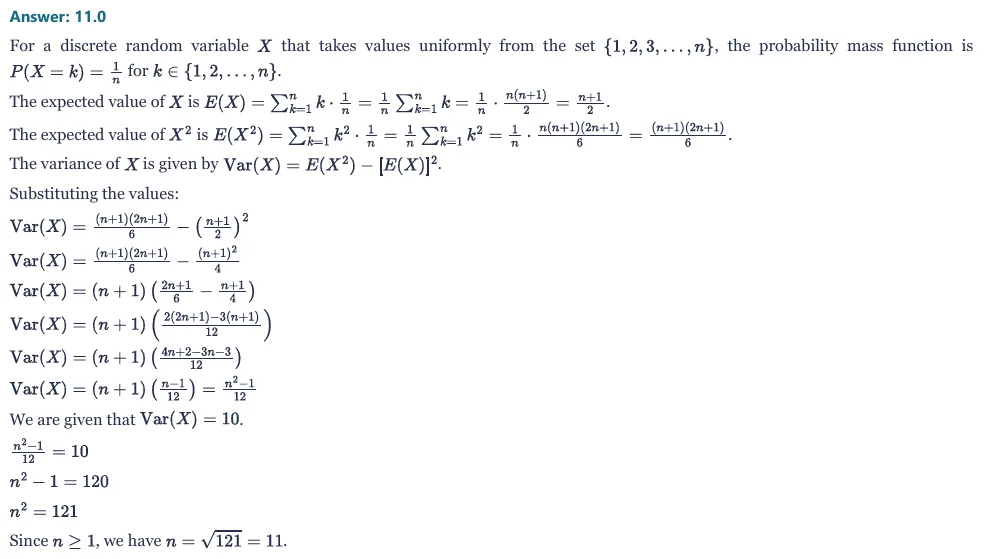 Answer: 11.0
For a discrete random variable X that takes values uniformly from the set {1, 2, 3, . . . , n}, the probability mass function is
P(X = k) = 1/n for k ∈ {1, 2, . . . , n}.
The expected value of X is E(X) = ∑ⁿₖ₌₁ k · 1/n = 1/n ∑ⁿₖ₌₁ k = 1/n · n(n+1)/2 = (n+1)/2.
The expected value of X² is E(X²) = ∑ⁿₖ₌₁ k² · 1/n = 1/n ∑ⁿₖ₌₁ k² = 1/n · n(n+1)(2n+1)/6 = (n+1)(2n+1)/6.
The variance of X is given by Var(X) = E(X²) − [E(X)]².
Substituting the values:
Var(X) = (n+1)(2n+1)/6 − ((n+1)/2)²
Var(X) = (n+1)(2n+1)/6 − (n+1)²/4
Var(X) = (n + 1) ((2n+1)/6 − (n+1)/4)
Var(X) = (n + 1) ((2(2n+1)−3(n+1))/12)
Var(X) = (n + 1) ((4n+2−3n−3)/12)
Var(X) = (n + 1) ((n−1)/12) = (n²−1)/12
We are given that Var(X) = 10.
(n²−1)/12 = 10
n² − 1 = 120
n² = 121
Since n ≥ 1, we have n = √121 = 11.